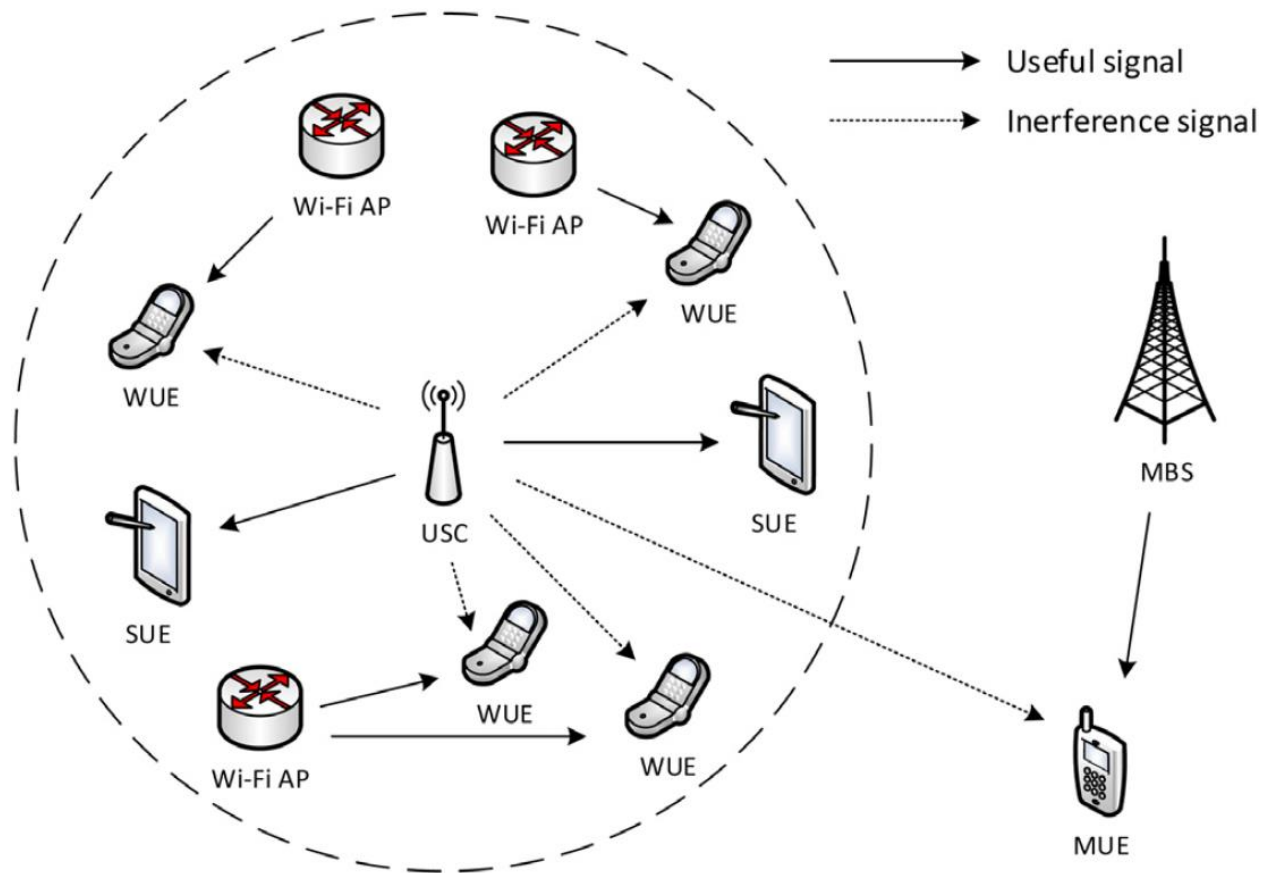 Useful signal
Inerference signal
Wi-Fi AP
Wi-Fi AP
WUE
WUE
MBS
USC
SUE
SUE
WUE
WUE
Wi-Fi AP
MUE